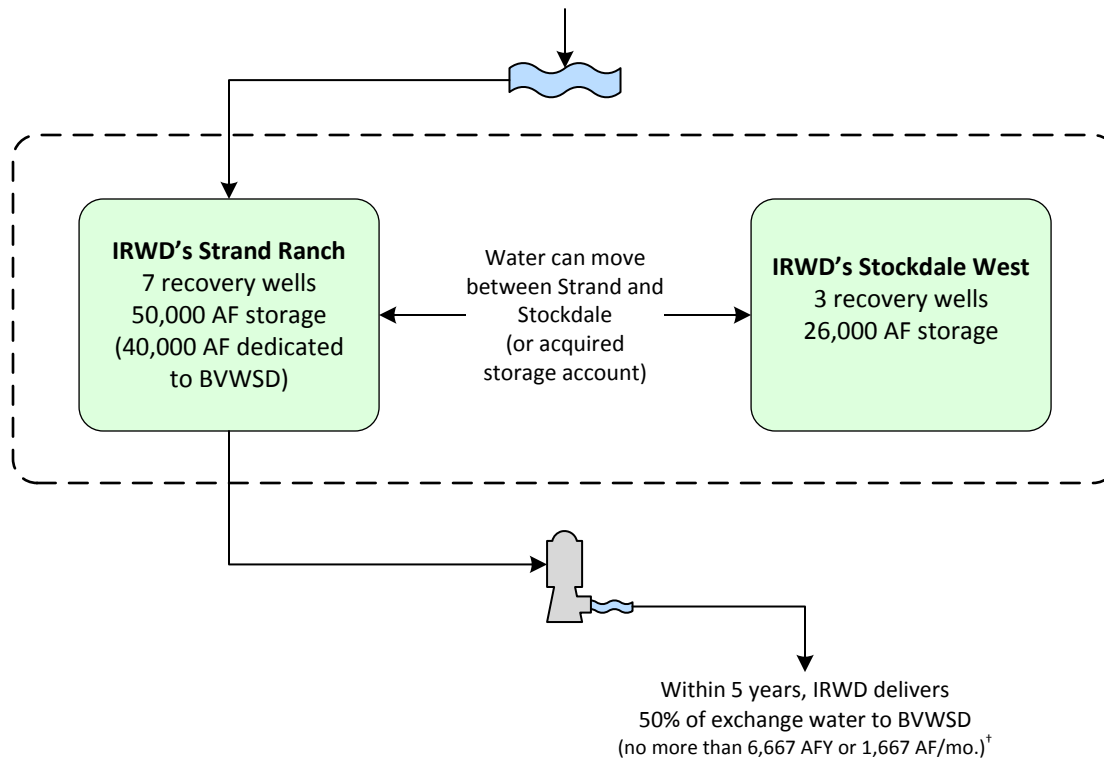 IRWD's Strand Ranch
7 recovery wells
50,000 AF storage
(40,000 AF dedicated
to BVWSD)
Water can move
between Strand and
Stockdale
(or acquired
storage account)
IRWD's Stockdale West
3 recovery wells
26,000 AF storage
Within 5 years, IRWD delivers
50% of exchange water to BVWSD
(no more than 6,667 AFY or 1,667 AF/mo.)†